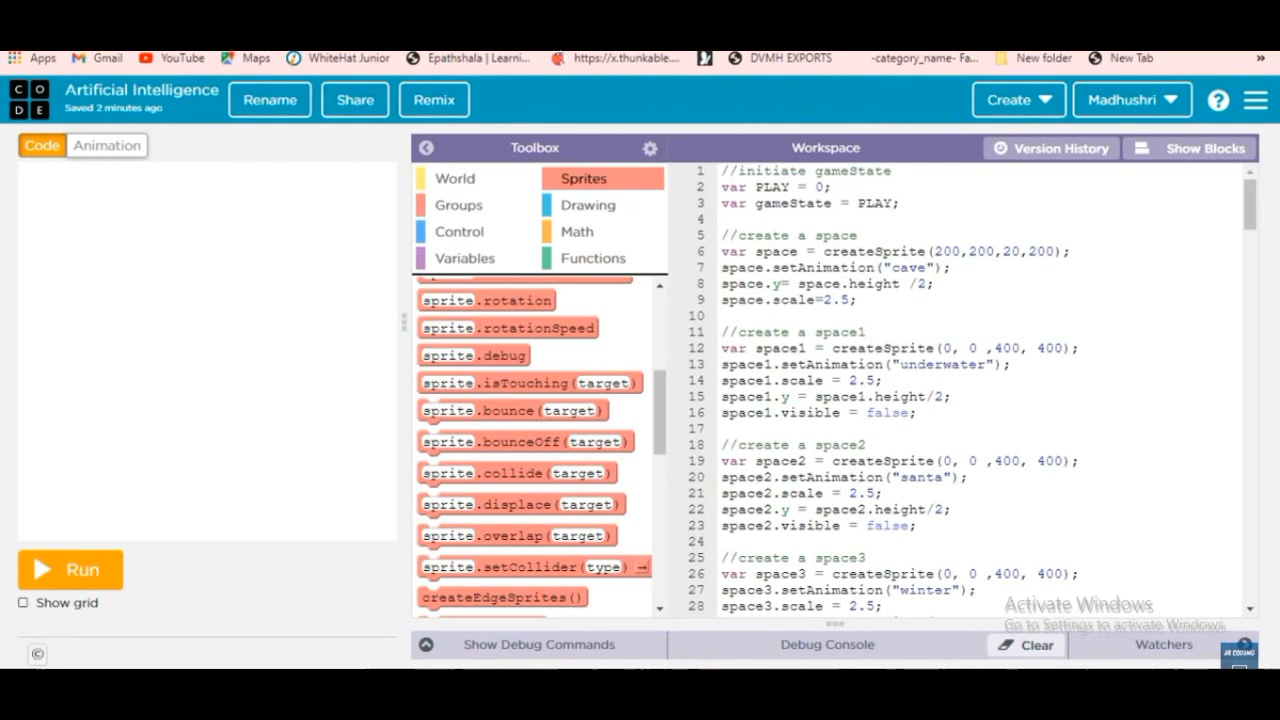 Apps Gmail YouTube Maps WhiteHat Junior Epathshala | Learni... https://x.thunkable.... DVMH EXPORTS -category_name- Fa... New folder New Tab »
CODE Artificial Intelligence Rename Share Remix Create Madhushri ?
Saved 2 minutes ago
Code Animation
Toolbox
World Sprites
Groups Drawing
Control Math
Variables Functions
sprite.rotation
sprite.rotationSpeed
sprite.debug
sprite.isTouching(target)
sprite.bounce(target)
sprite.bounceOff(target)
sprite.collide(target)
sprite.displace(target)
sprite.overlap(target)
sprite.setCollider(type) →
createEdgeSprites()
Workspace Version History Show Blocks
1 //initiate gameState
2 var PLAY = 0;
3 var gameState = PLAY;
4
5 //create a space
6 var space = createSprite(200,200,20,200);
7 space.setAnimation("cave");
8 space.y= space.height /2;
9 space.scale=2.5;
10
11 //create a space1
12 var space1 = createSprite(0, 0 ,400, 400);
13 space1.setAnimation("underwater");
14 space1.scale = 2.5;
15 space1.y = space1.height/2;
16 space1.visible = false;
17
18 //create a space2
19 var space2 = createSprite(0, 0 ,400, 400);
20 space2.setAnimation("santa");
21 space2.scale = 2.5;
22 space2.y = space2.height/2;
23 space2.visible = false;
24
25 //create a space3
26 var space3 = createSprite(0, 0 ,400, 400);
27 space3.setAnimation("winter");
28 space3.scale = 2.5;
Run
Show grid
©
Activate Windows
Go to Settings to activate Windows.
Show Debug Commands Debug Console Clear Watchers
JR CODING